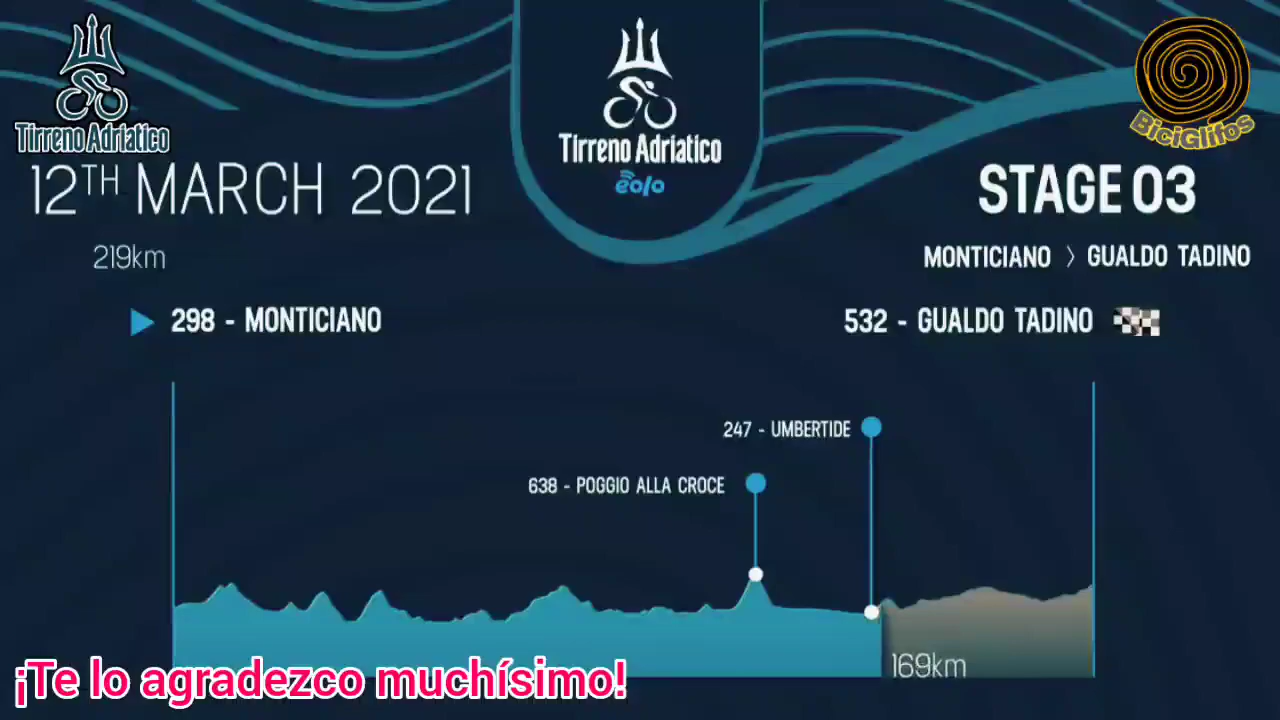 Tirreno Adriatico
Tirreno Adriatico
eolo
BiciGlifos
12TH MARCH 2021
STAGE 03
219km
MONTICIANO > GUALDO TADINO
298 - MONTICIANO
532 - GUALDO TADINO
247 - UMBERTIDE
638 - POGGIO ALLA CROCE
169km
¡Te lo agradezco muchísimo!